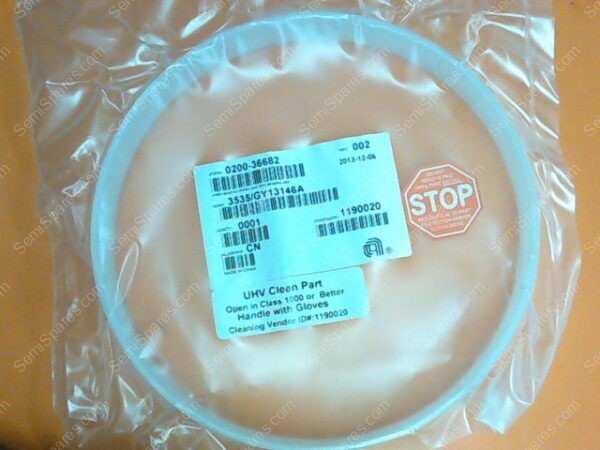 0200-36682
REV 002
2013-12-06
3535/GY13146A
0001
1190020
CN
MADE IN CHINA
®
STOP
UHV Clean Part
Open in Class 1000 or Better
Handle with Gloves
Cleaning Vendor ID#:1190020
SemiSpares.com